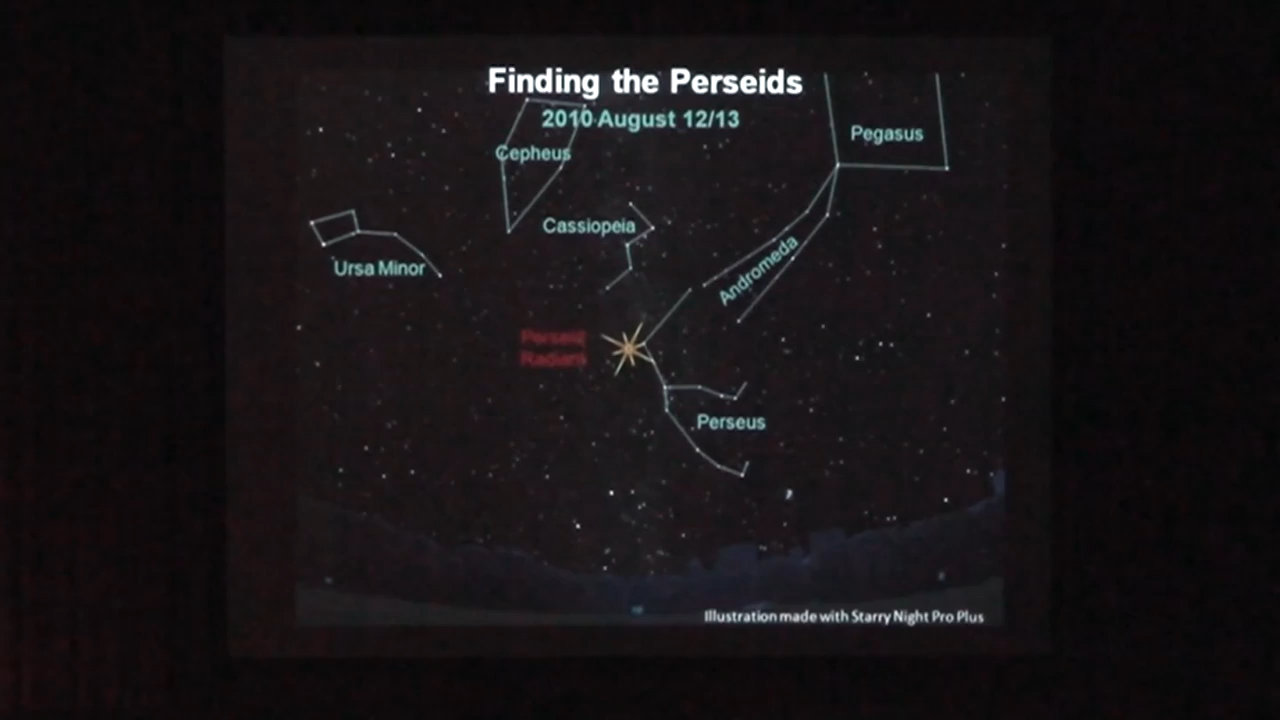 Finding the Perseids
2010 August 12/13
Pegasus
Cepheus
Cassiopeia
Ursa Minor
Andromeda
Perseid
Radiant
Perseus
Illustration made with Starry Night Pro Plus